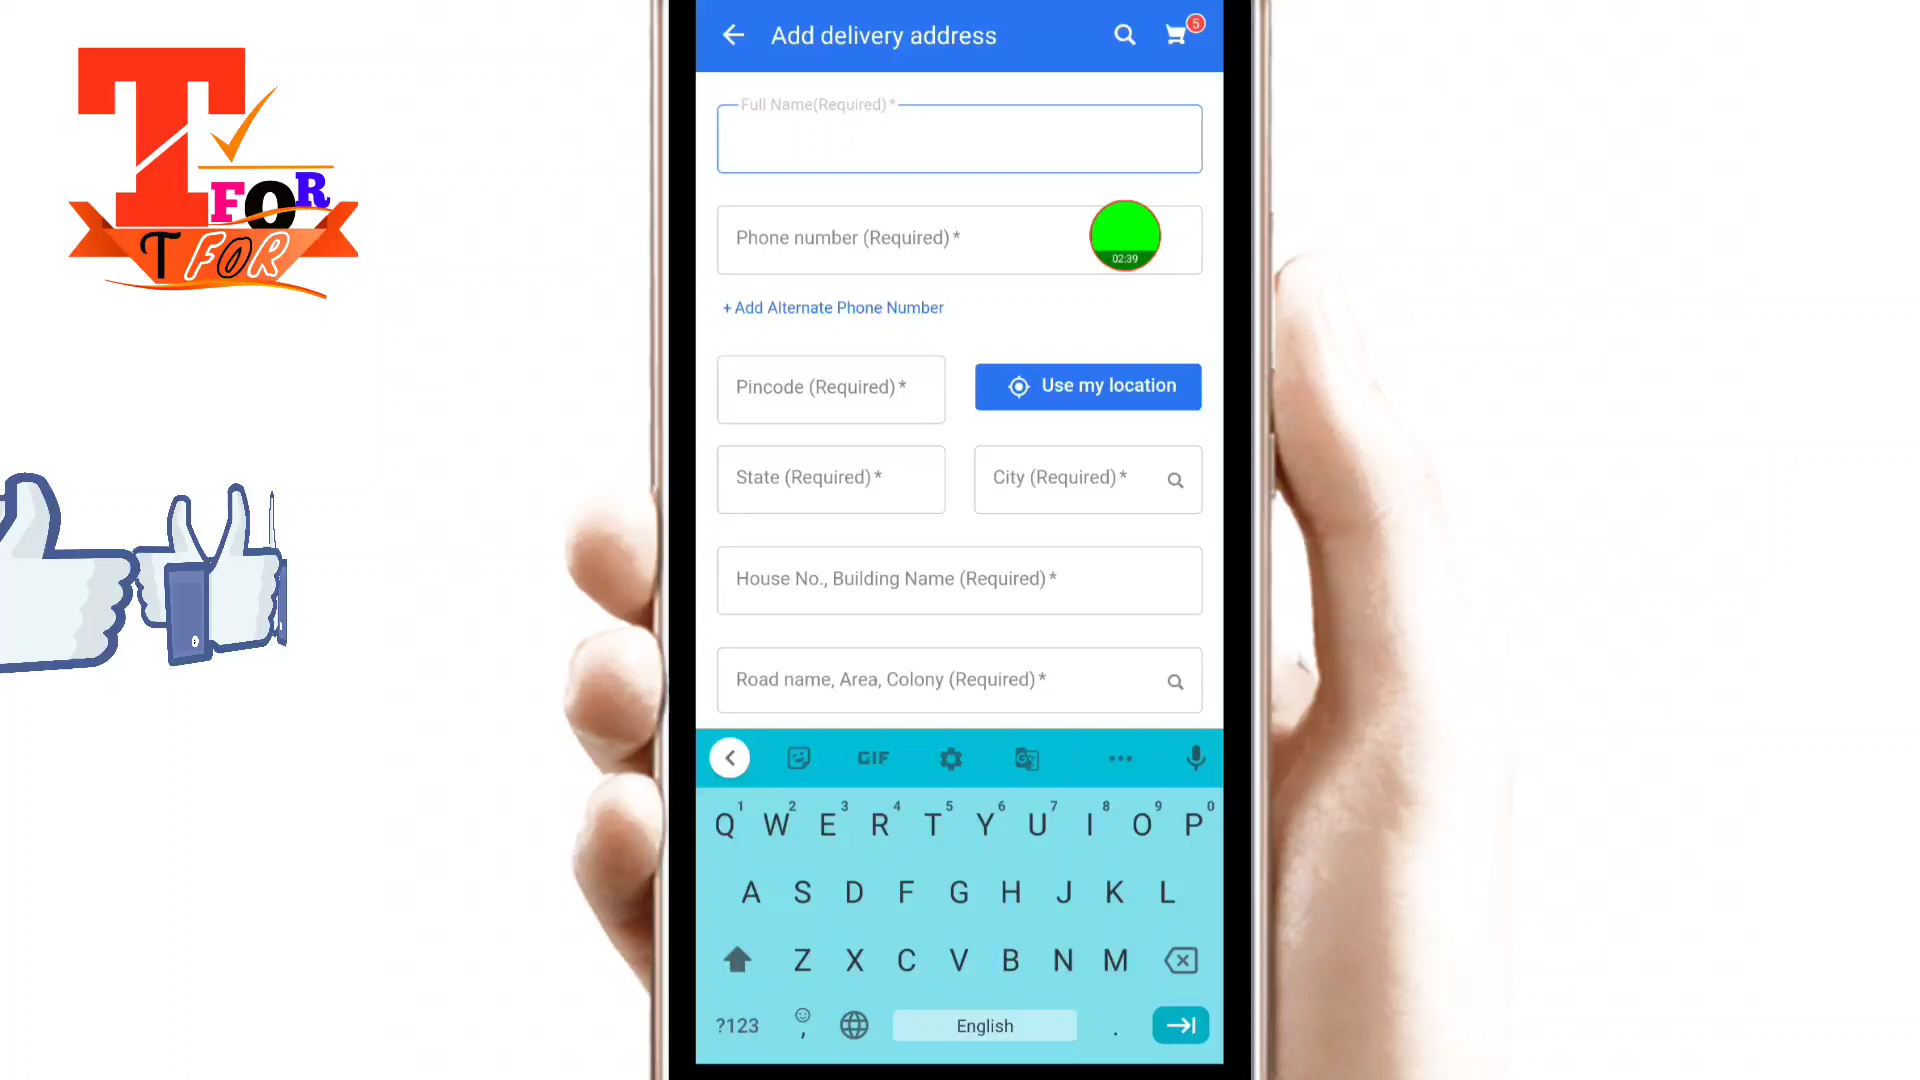 T
FOR
T FOR
Add delivery address
5
Full Name(Required) *
Phone number (Required) *
02:39
+ Add Alternate Phone Number
Pincode (Required) *
Use my location
State (Required) *
City (Required) *
House No., Building Name (Required) *
Road name, Area, Colony (Required) *
GIF
1 2 3 4 5 6 7 8 9 0
Q W E R T Y U I O P
A S D F G H J K L
Z X C V B N M
?123 , English .